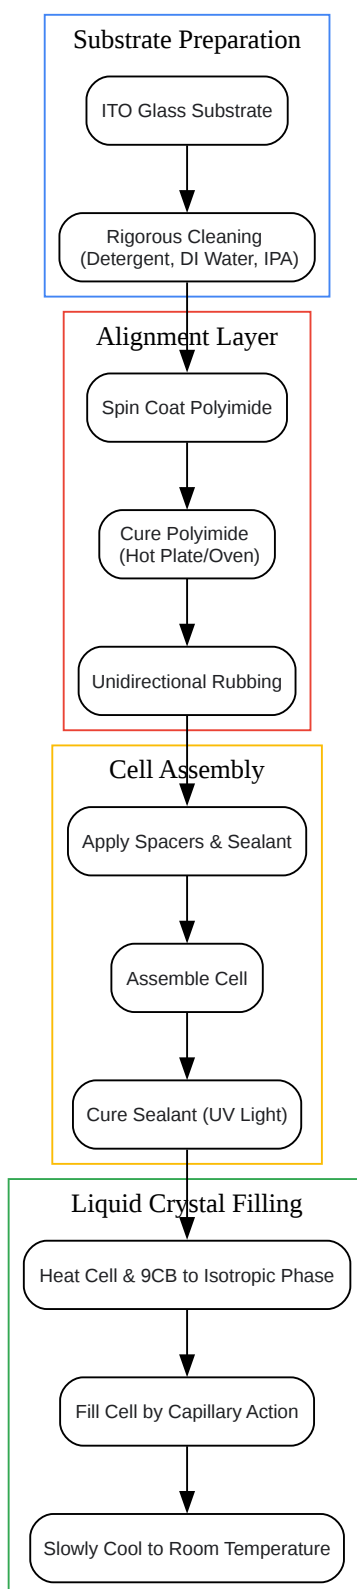 Substrate Preparation
ITO Glass Substrate
Rigorous Cleaning
(Detergent, DI Water, IPA)
Alignment Layer
Spin Coat Polyimide
Cure Polyimide
(Hot Plate/Oven)
Unidirectional Rubbing
Cell Assembly
Apply Spacers & Sealant
Assemble Cell
Cure Sealant (UV Light)
Liquid Crystal Filling
Heat Cell & 9CB to Isotropic Phase
Fill Cell by Capillary Action
Slowly Cool to Room Temperature